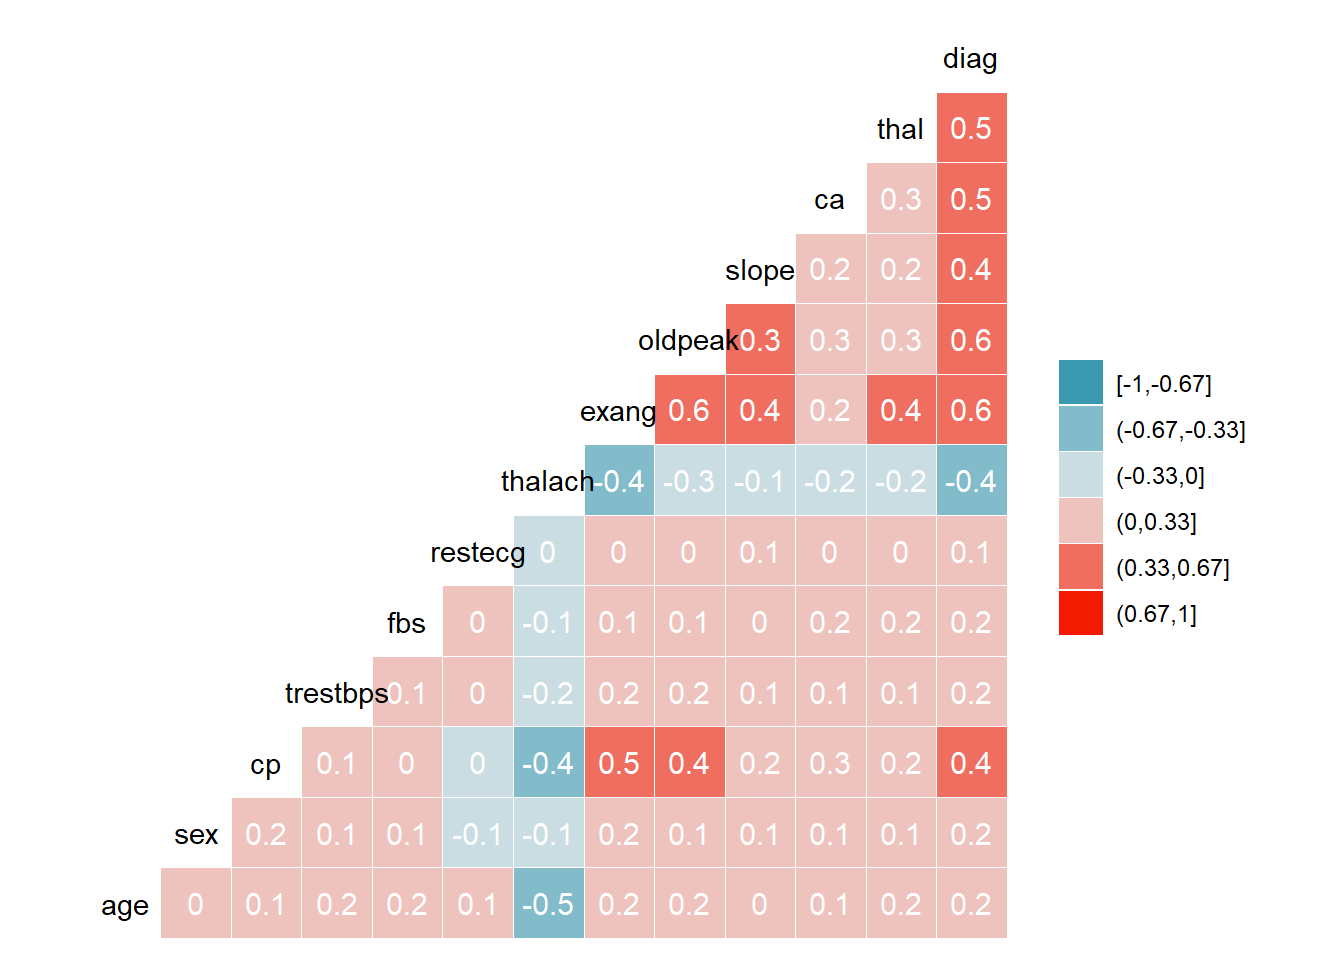 diag
thal 0.5
ca 0.3 0.5
slope 0.2 0.2 0.4
oldpeak 0.3 0.3 0.3 0.6
exang 0.6 0.4 0.2 0.4 0.6
thalach -0.4 -0.3 -0.1 -0.2 -0.2 -0.4
restecg 0 0 0 0.1 0 0 0.1
fbs 0 -0.1 0.1 0.1 0 0.2 0.2 0.2
trestbps 0.1 0 -0.2 0.2 0.2 0.1 0.1 0.1 0.2
cp 0.1 0 0 -0.4 0.5 0.4 0.2 0.3 0.2 0.4
sex 0.2 0.1 0.1 -0.1 -0.1 0.2 0.1 0.1 0.1 0.1 0.2
age 0 0.1 0.2 0.2 0.1 -0.5 0.2 0.2 0 0.1 0.2 0.2
[-1,-0.67]
(-0.67,-0.33]
(-0.33,0]
(0,0.33]
(0.33,0.67]
(0.67,1]